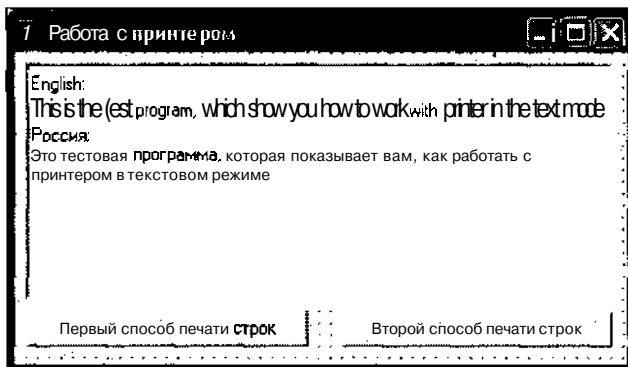 1 Работа с принтером
English:
This is the (est program, which show you how to work with printer in the text mode
Россия:
Это тестовая программа, которая показывает вам, как работать с
принтером в текстовом режиме
Первый способ печати строк
Второй способ печати строк